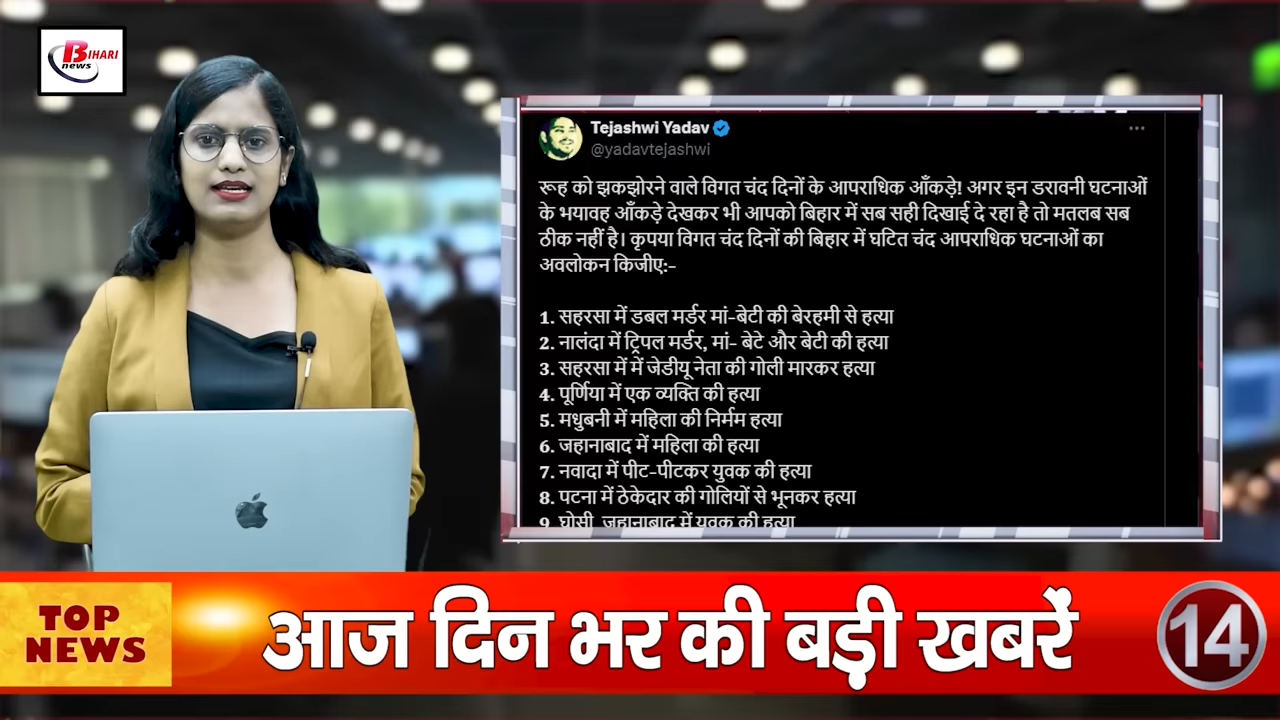 BIHARI
news
Tejashwi Yadav
@yadavtejashwi
रूह को झकझोरने वाले विगत चंद दिनों के आपराधिक आँकड़े! अगर इन डरावनी घटनाओं
के भयावह आँकड़े देखकर भी आपको बिहार में सब सही दिखाई दे रहा है तो मतलब सब
ठीक नहीं है। कृपया विगत चंद दिनों की बिहार में घटित चंद आपराधिक घटनाओं का
अवलोकन किजीए:-
1. सहरसा में डबल मर्डर मां-बेटी की बेरहमी से हत्या
2. नालंदा में ट्रिपल मर्डर, मां- बेटे और बेटी की हत्या
3. सहरसा में में जेडीयू नेता की गोली मारकर हत्या
4. पूर्णिया में एक व्यक्ति की हत्या
5. मधुबनी में महिला की निर्मम हत्या
6. जहानाबाद में महिला की हत्या
7. नवादा में पीट-पीटकर युवक की हत्या
8. पटना में ठेकेदार की गोलियों से भूनकर हत्या
9. घोसी, जहानाबाद में युवक की हत्या
TOP
NEWS
आज दिन भर की बड़ी खबरें
14